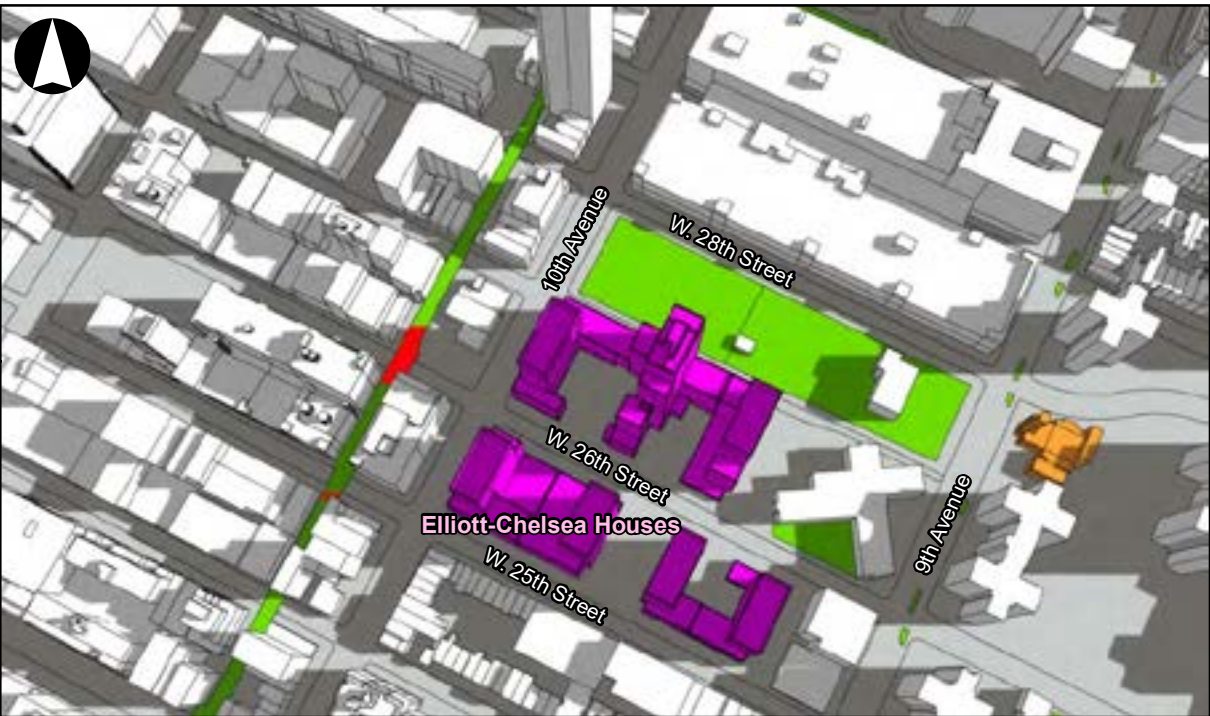 W. 28th Street
10th Avenue
W. 26th Street
9th Avenue
Elliott-Chelsea Houses
W. 25th Street